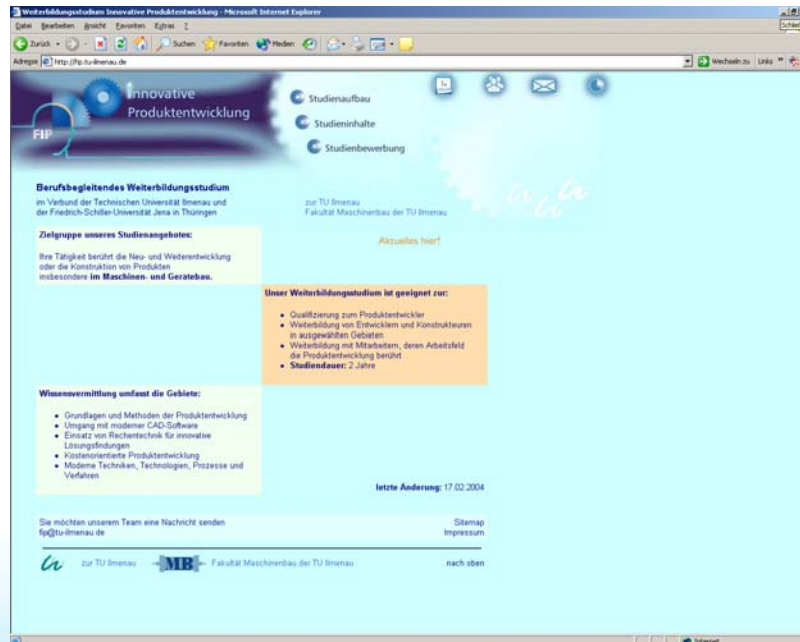 Weiterbildungsstudium Innovative Produktentwicklung - Microsoft Internet Explorer
Datei Bearbeiten Ansicht Favoriten Extras ?
Zurück Suchen Favoriten Medien
Adresse http://fip.tu-ilmenau.de Wechseln zu Links »
Innovative
Produktentwicklung
FIP
Studienaufbau
Studieninhalte
Studienbewerbung
Berufsbegleitendes Weiterbildungsstudium
im Verbund der Technischen Universität Ilmenau und
der Friedrich-Schiller-Universität Jena in Thüringen
zur TU Ilmenau
Fakultät Maschinenbau der TU Ilmenau
Zielgruppe unseres Studienangebotes:
Aktuelles hier!
Ihre Tätigkeit berührt die Neu- und Weiterentwicklung
oder die Konstruktion von Produkten
insbesondere im Maschinen- und Gerätebau.
Unser Weiterbildungsstudium ist geeignet zur:
• Qualifizierung zum Produktentwickler
• Weiterbildung von Entwicklern und Konstrukteuren
in ausgewählten Gebieten
• Weiterbildung mit Mitarbeitern, deren Arbeitsfeld
die Produktentwicklung berührt
• Studiendauer: 2 Jahre
Wissensvermittlung umfasst die Gebiete:
• Grundlagen und Methoden der Produktentwicklung
• Umgang mit moderner CAD-Software
• Einsatz von Rechentechnik für innovative
Lösungsfindungen
• Kostenorientierte Produktentwicklung
• Moderne Techniken, Technologien, Prozesse und
Verfahren
letzte Änderung: 17.02.2004
Sie möchten unserem Team eine Nachricht senden Sitemap
fip@tu-ilmenau.de Impressum
zur TU Ilmenau MB Fakultät Maschinenbau der TU Ilmenau nach oben
Internet